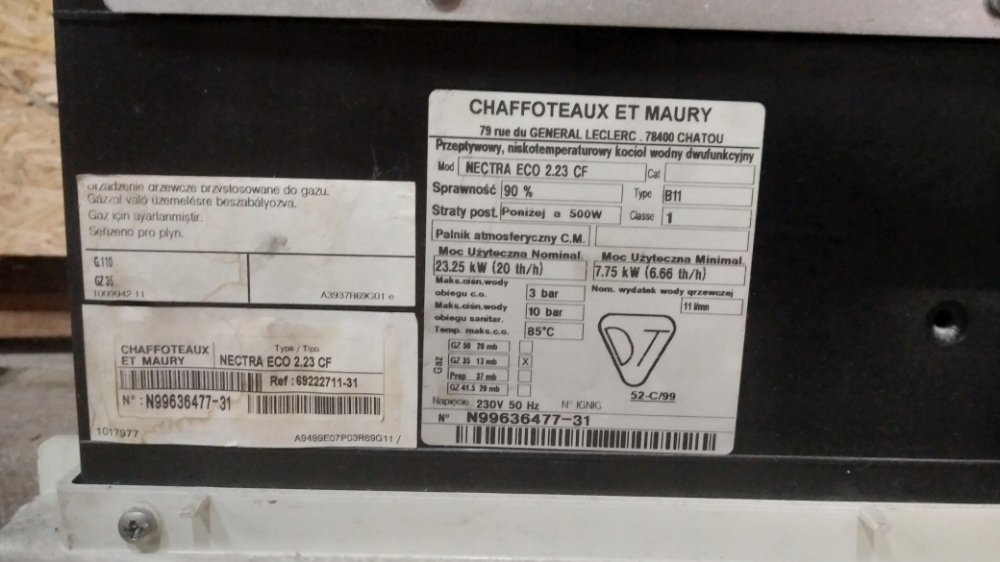 urządzenie grzewcze przystosowane do gazu.
Gázzal való üzemelésre beszabályozva.
Gaz için ayarlanmıştır.
Seřízeno pro plyn.
G.110
GZ 35
1009942 11
A3937R69G01 e
CHAFFOTEAUX
ET MAURY
Type / Tipo
NECTRA ECO 2.23 CF
Ref : 69222711-31
N° : N99636477-31
1017977
A9499E07P03R69G11 /
CHAFFOTEAUX ET MAURY
79 rue du GENERAL LECLERC . 78400 CHATOU
Przepływowy, niskotemperaturowy kocioł wodny dwufunkcyjny
Mod NECTRA ECO 2.23 CF Cat
Sprawność 90 % Type B11
Straty post. Poniżej a 500W Classe 1
Palnik atmosferyczny C.M.
Moc Użyteczna Nominal. Moc Użyteczna Minimal.
23.25 kW (20 th/h) 7.75 kW (6.66 th/h)
Maks.ciśn.wody
obiegu c.o. 3 bar
Nom. wydatek wody grzewczej
11 l/mn
Maks.ciśn.wody
obiegu sanitar. 10 bar
Temp. maks.c.o. 85°C
Gaz
GZ 50 20 mb
GZ 35 13 mb X
Prop 37 mb
GZ 41.5 20 mb
DT
52-C/99
Napięcie. 230V 50 Hz N° IGNIG
N° N99636477-31